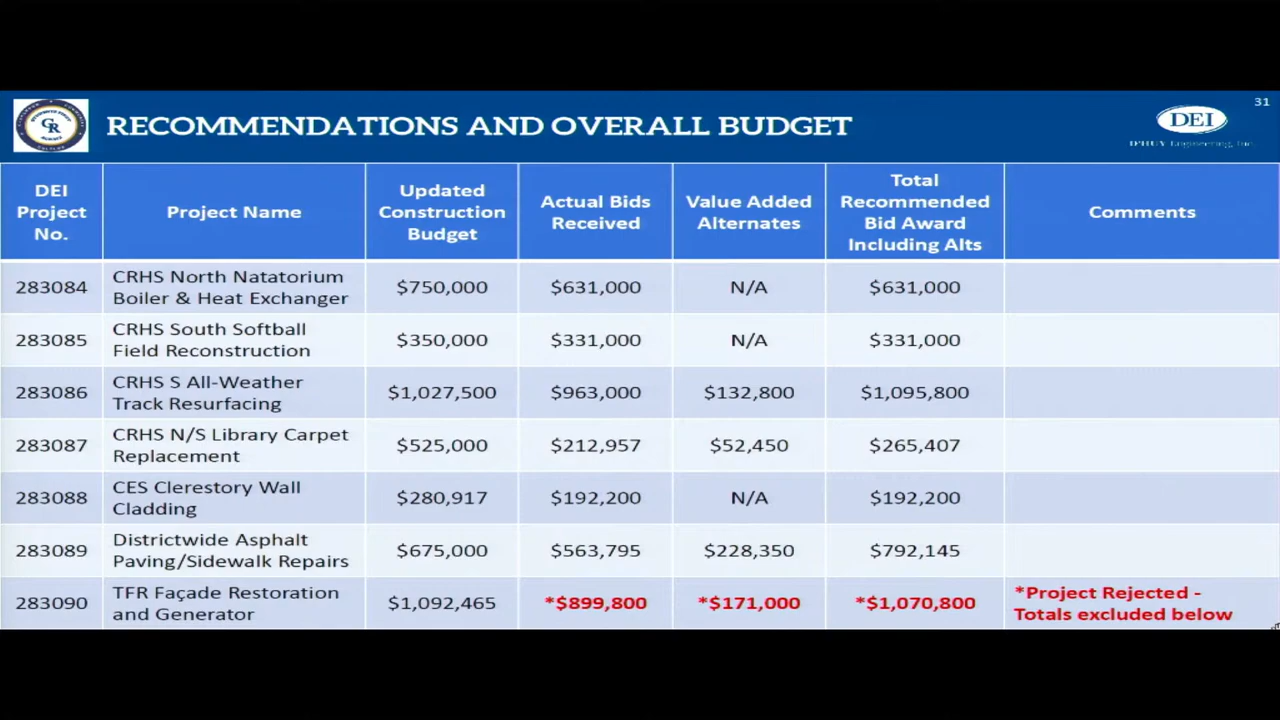 31
RECOMMENDATIONS AND OVERALL BUDGET
DEI
DEI
Project
No.
Project Name
Updated
Construction
Budget
Actual Bids
Received
Value Added
Alternates
Total
Recommended
Bid Award
Including Alts
Comments
283084
CRHS North Natatorium
Boiler & Heat Exchanger
$750,000
$631,000
N/A
$631,000
283085
CRHS South Softball
Field Reconstruction
$350,000
$331,000
N/A
$331,000
283086
CRHS S All-Weather
Track Resurfacing
$1,027,500
$963,000
$132,800
$1,095,800
283087
CRHS N/S Library Carpet
Replacement
$525,000
$212,957
$52,450
$265,407
283088
CES Clerestory Wall
Cladding
$280,917
$192,200
N/A
$192,200
283089
Districtwide Asphalt
Paving/Sidewalk Repairs
$675,000
$563,795
$228,350
$792,145
283090
TFR Façade Restoration
and Generator
$1,092,465
*$899,800
*$171,000
*$1,070,800
*Project Rejected -
Totals excluded below